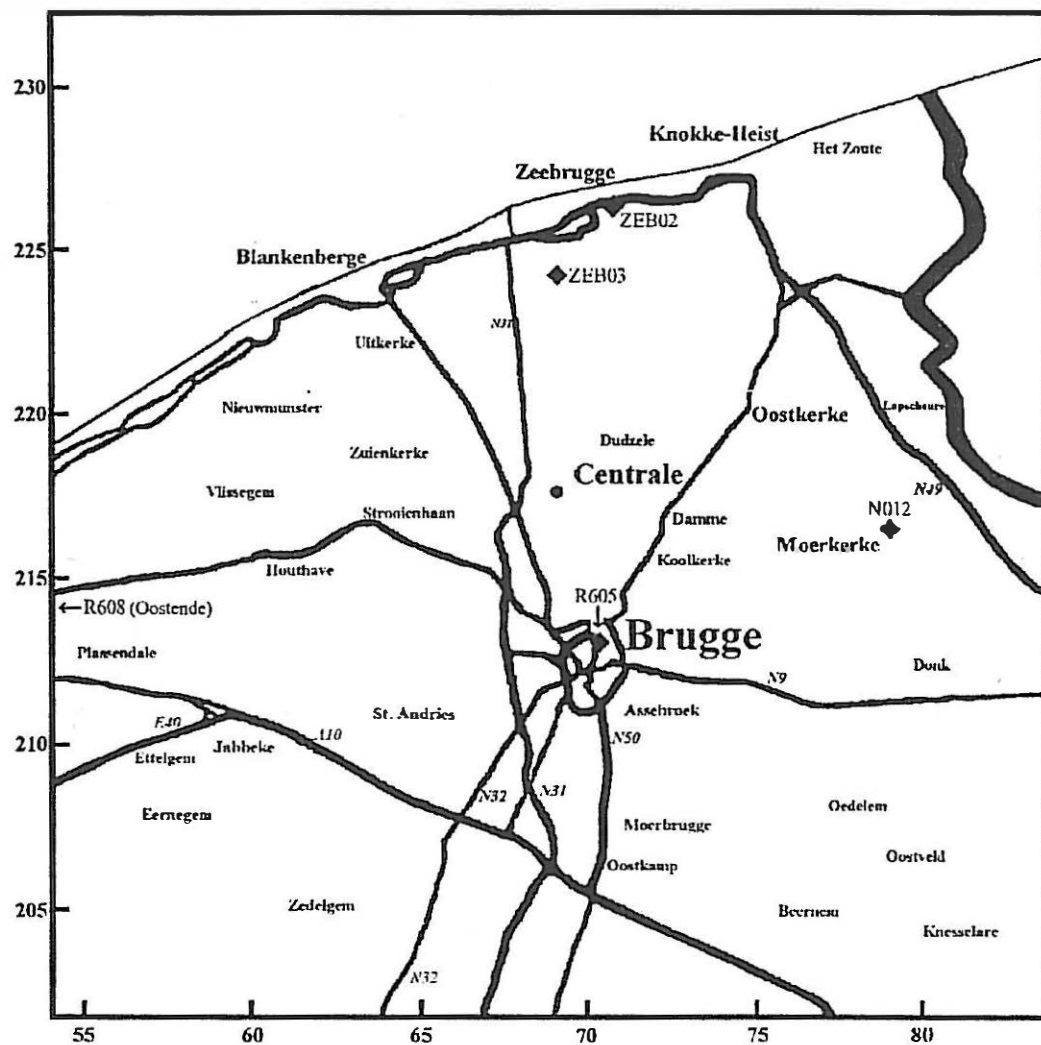 230
Knokke-Heist
Het Zoute
Zeebrugge
ZEB02
225
Blankenberge
ZEB03
N31
Uitkerke
220
Nieuwmunster
Oostkerke
Lapscheure
Dudzele
Zuienkerke
Centrale
Vlissegem
N49
Strooienhaan
Damme
N012
Moerkerke
Koolkerke
215
Houthave
R605
←R608 (Oostende)
Brugge
Plassendale
Donk
N9
St. Andries
Assebroek
E40
A10
N50
210
Jabbeke
Ettelgem
N32
N31
Eernegem
Moerbrugge
Oedelem
Oostveld
Oostkamp
205
Zedelgem
Beernem
Knesselare
N32
55
60
65
70
75
80